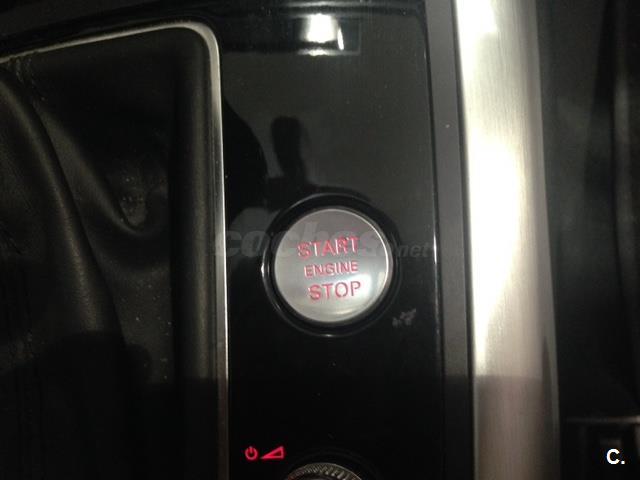 START
ENGINE
STOP
coches.net
C.